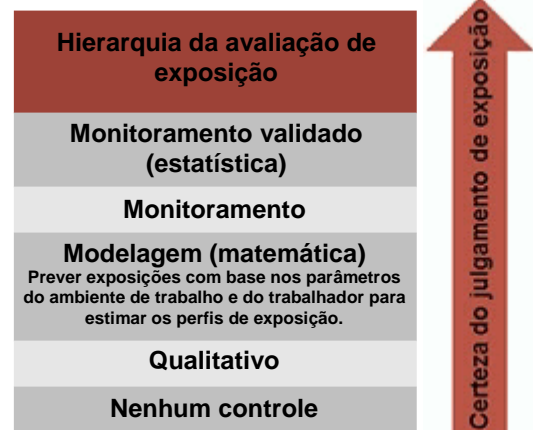 Hierarquia da avaliação de
exposição
Monitoramento validado
(estatística)
Monitoramento
Modelagem (matemática)
Prever exposições com base nos parâmetros
do ambiente de trabalho e do trabalhador para
estimar os perfis de exposição.
Qualitativo
Nenhum controle
Certeza do julgamento de exposição